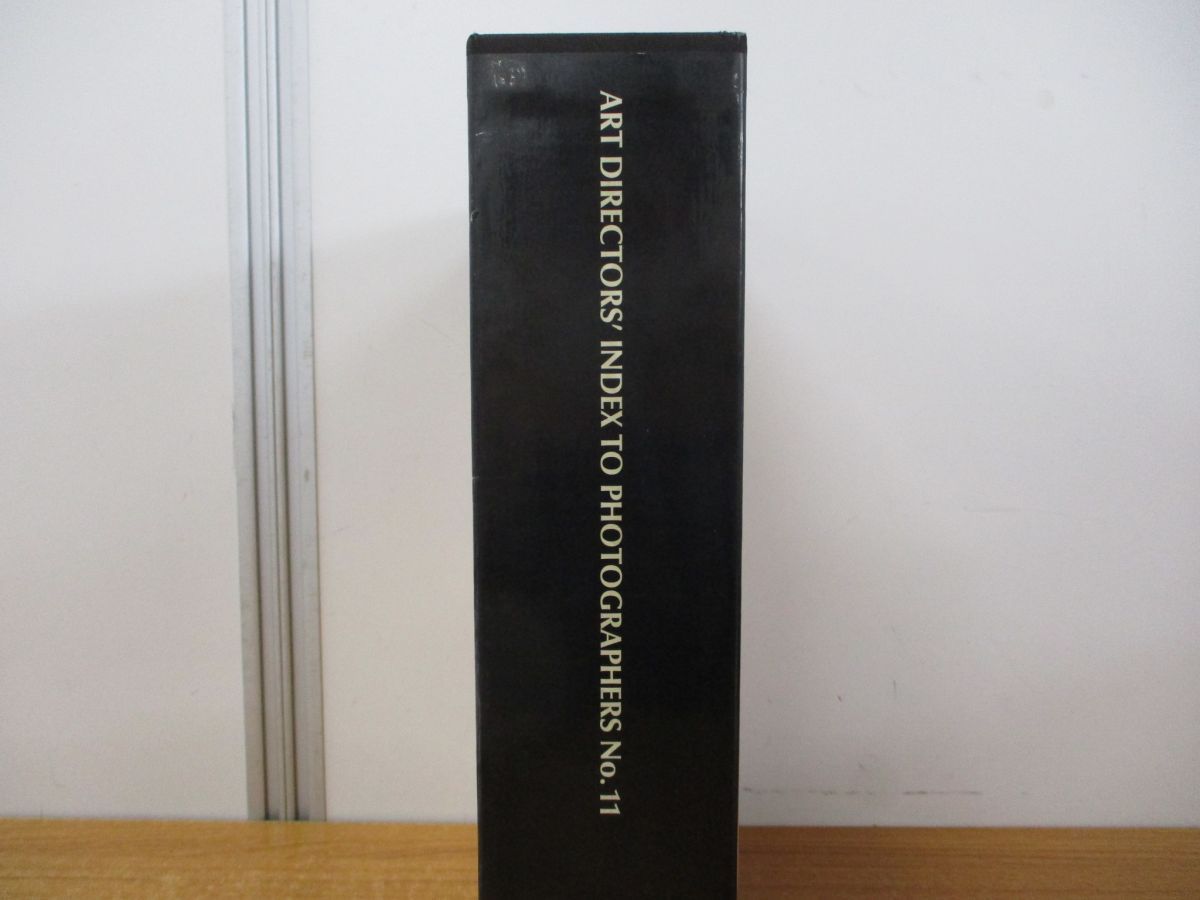 ART DIRECTORS' INDEX TO PHOTOGRAPHERS No. 11